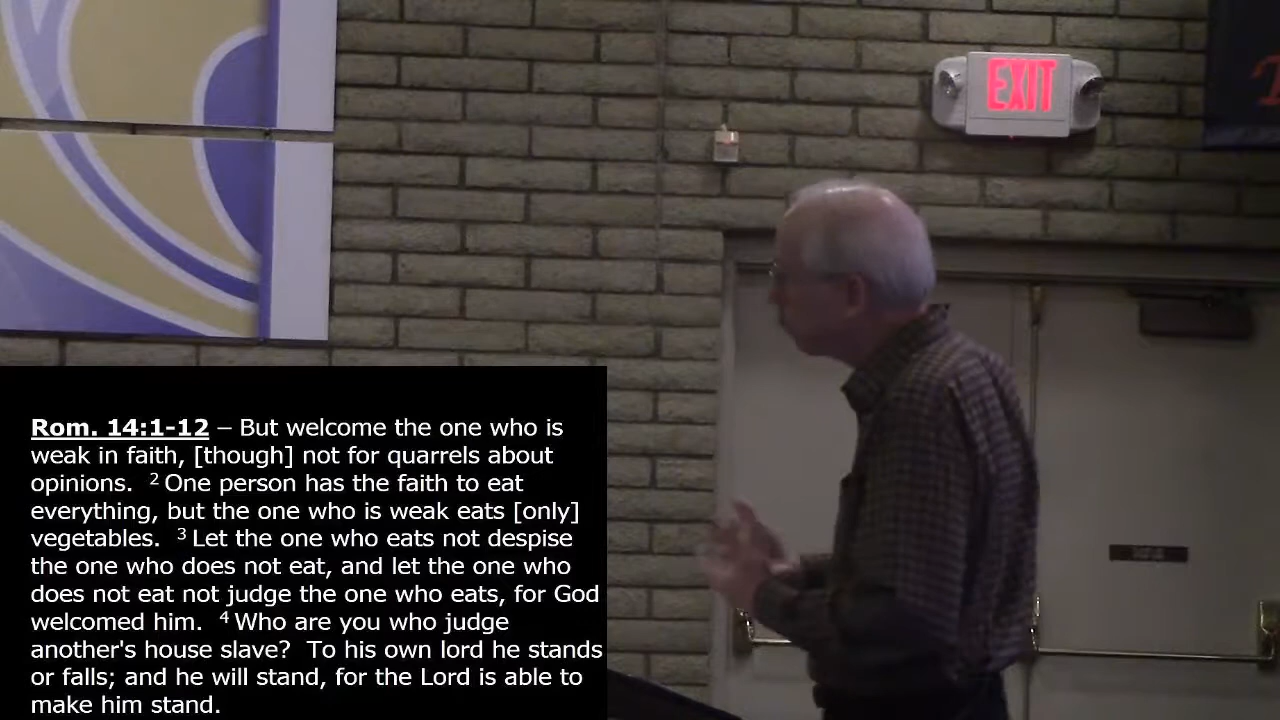 EXIT
Rom. 14:1-12 – But welcome the one who is
weak in faith, [though] not for quarrels about
opinions. 2 One person has the faith to eat
everything, but the one who is weak eats [only]
vegetables. 3 Let the one who eats not despise
the one who does not eat, and let the one who
does not eat not judge the one who eats, for God
welcomed him. 4 Who are you who judge
another's house slave? To his own lord he stands
or falls; and he will stand, for the Lord is able to
make him stand.